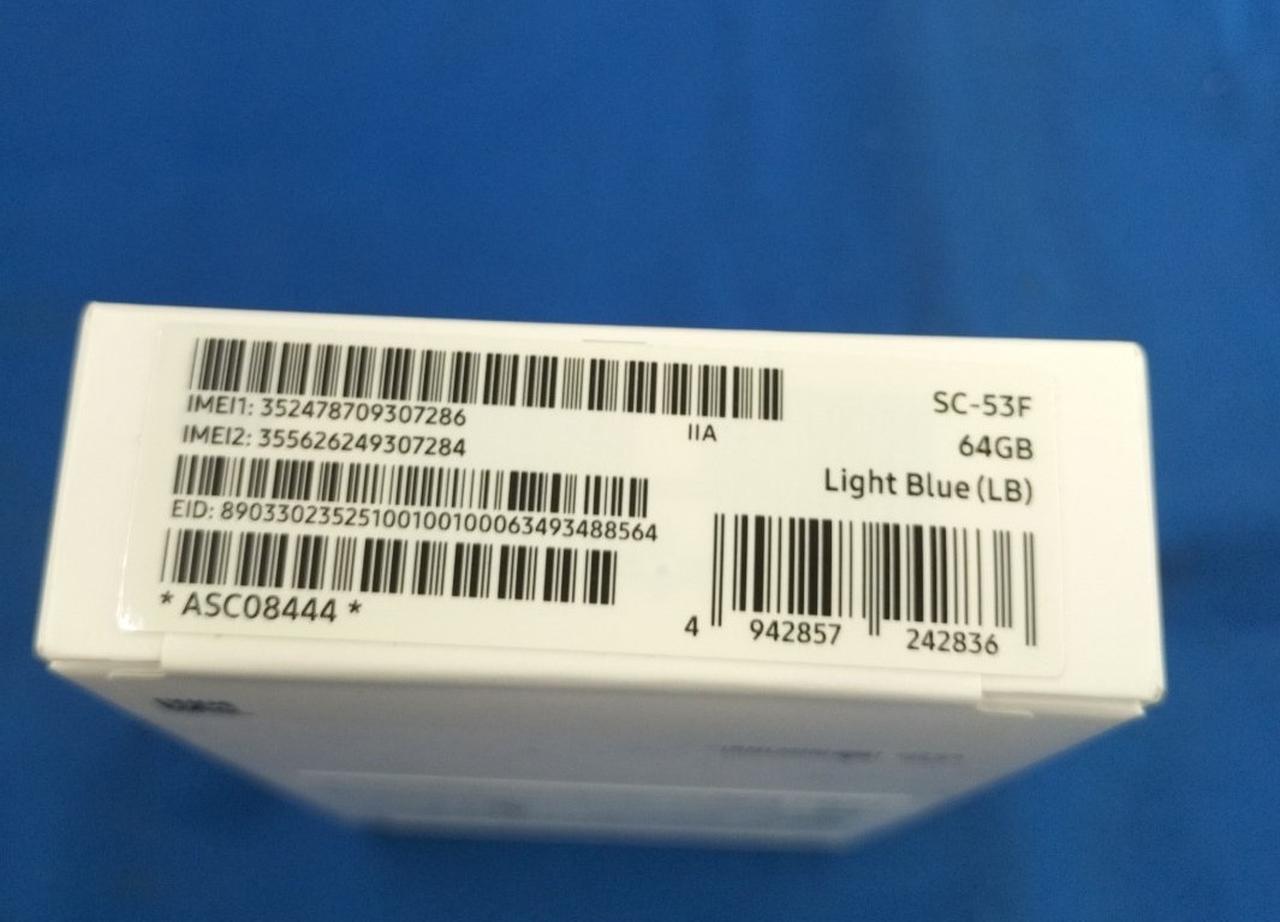 IMEI1: 352478709307286
IIA
IMEI2: 355626249307284
EID: 89033023525100100100063493488564
* ASC08444 *
SC-53F
64GB
Light Blue (LB)
4 942857 242836